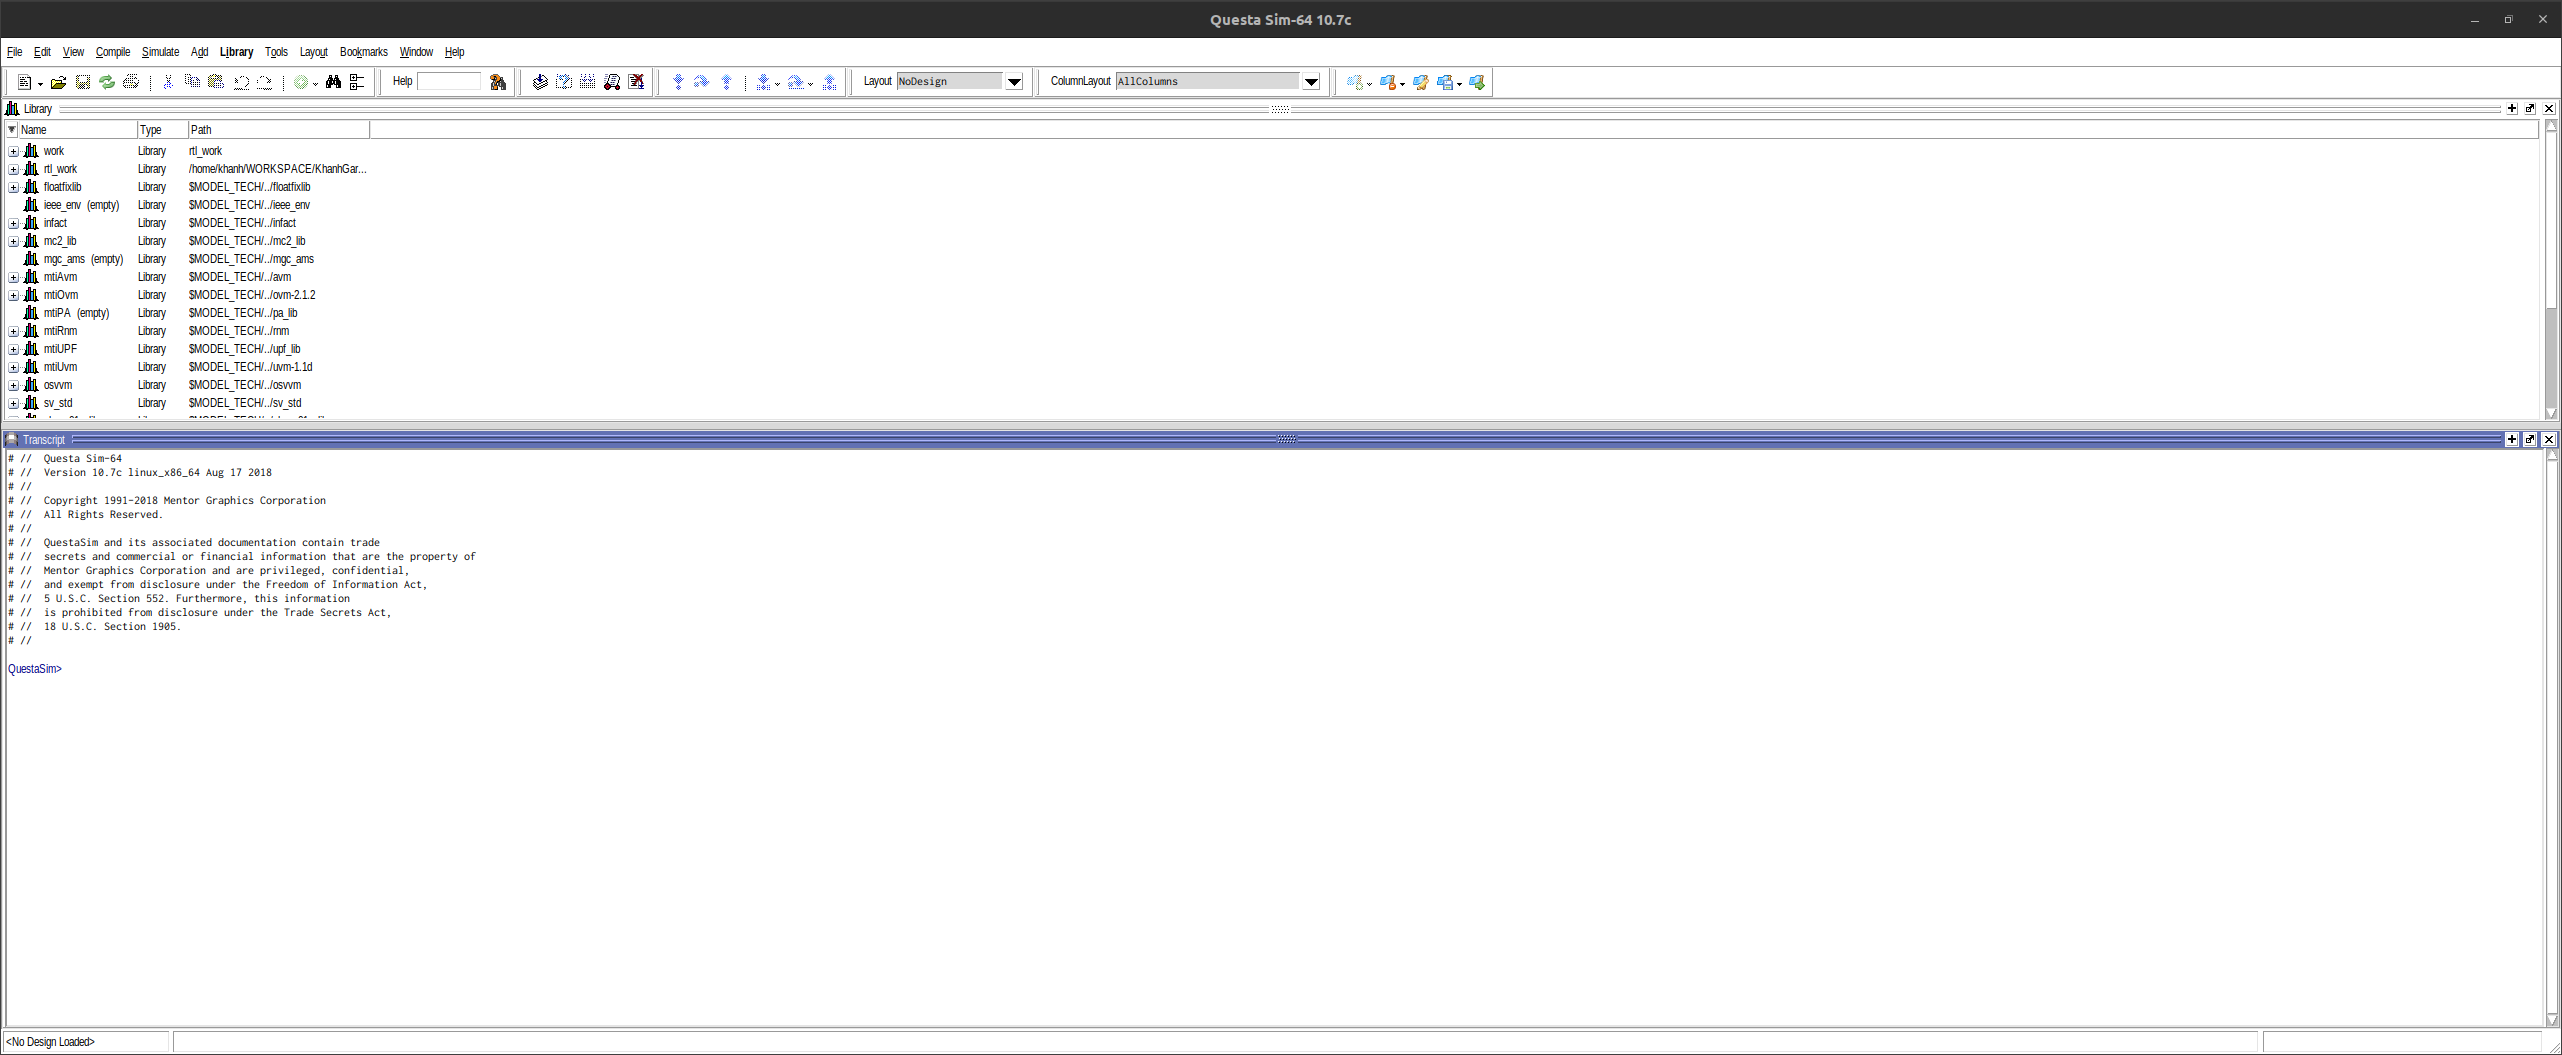 Questa Sim-64 10.7c
File Edit View Compile Simulate Add Library Tools Layout Bookmarks Window Help
Help Layout NoDesign ColumnLayout AllColumns
Library
Name Type Path
work Library rtl_work
rtl_work Library /home/khanh/WORKSPACE/KhanhGar...
floatfixlib Library $MODEL_TECH/../floatfixlib
ieee_env (empty) Library $MODEL_TECH/../ieee_env
infact Library $MODEL_TECH/../infact
mc2_lib Library $MODEL_TECH/../mc2_lib
mgc_ams (empty) Library $MODEL_TECH/../mgc_ams
mtiAvm Library $MODEL_TECH/../avm
mtiOvm Library $MODEL_TECH/../ovm-2.1.2
mtiPA (empty) Library $MODEL_TECH/../pa_lib
mtiRnm Library $MODEL_TECH/../rnm
mtiUPF Library $MODEL_TECH/../upf_lib
mtiUvm Library $MODEL_TECH/../uvm-1.1d
osvvm Library $MODEL_TECH/../osvvm
sv_std Library $MODEL_TECH/../sv_std
Transcript
# // Questa Sim-64
# // Version 10.7c linux_x86_64 Aug 17 2018
# //
# // Copyright 1991-2018 Mentor Graphics Corporation
# // All Rights Reserved.
# //
# // QuestaSim and its associated documentation contain trade
# // secrets and commercial or financial information that are the property of
# // Mentor Graphics Corporation and are privileged, confidential,
# // and exempt from disclosure under the Freedom of Information Act,
# // 5 U.S.C. Section 552. Furthermore, this information
# // is prohibited from disclosure under the Trade Secrets Act,
# // 18 U.S.C. Section 1905.
# //
QuestaSim>
<No Design Loaded>